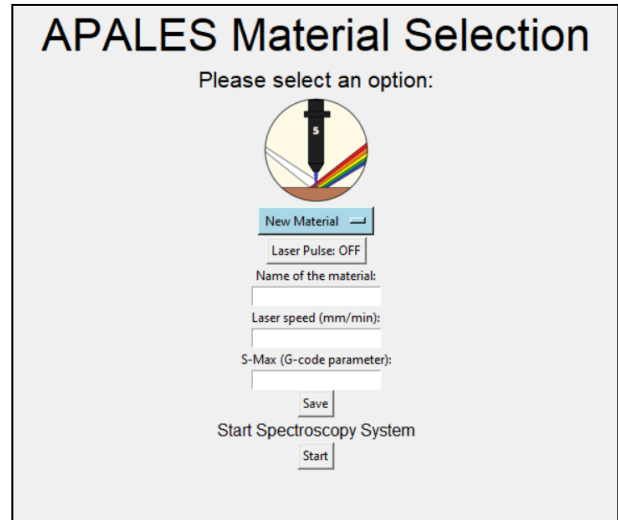 APALES Material Selection
Please select an option:
S
New Material
Laser Pulse: OFF
Name of the material:
Laser speed (mm/min):
S-Max (G-code parameter):
Save
Start Spectroscopy System
Start